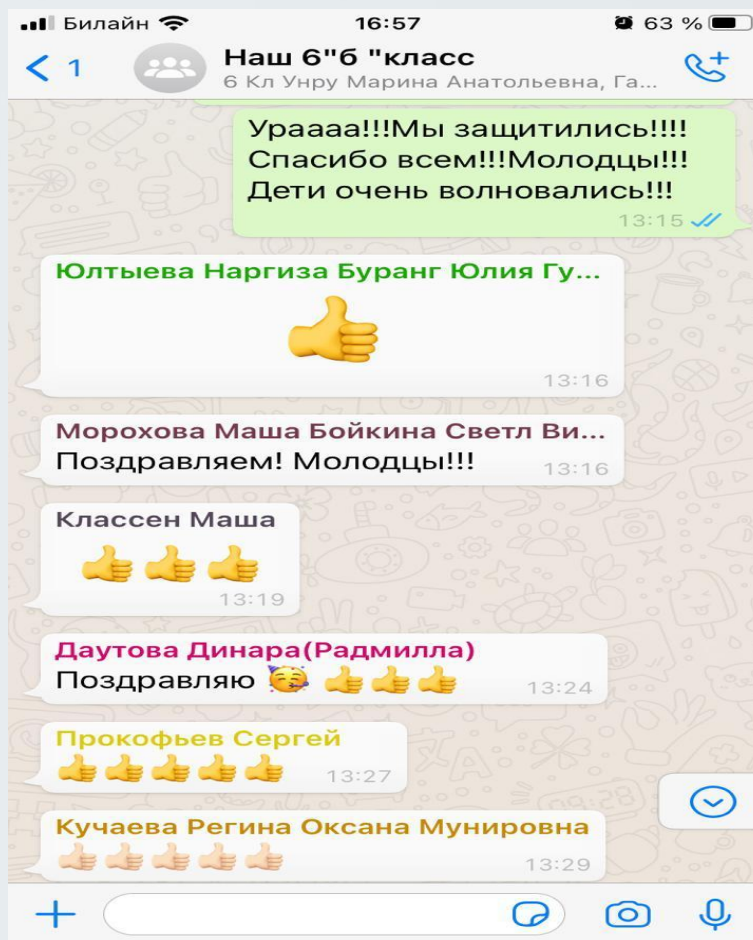 Билайн 16:57 63 %
1 Наш 6"б "класс
6 Кл Унру Марина Анатольевна, Га...
Ураааа!!!Мы защитились!!!!
Спасибо всем!!!Молодцы!!!
Дети очень волновались!!!
13:15
Юлтыева Наргиза Буранг Юлия Гу...
13:16
Морохова Маша Бойкина Светл Ви...
Поздравляем! Молодцы!!! 13:16
Классен Маша
13:19
Даутова Динара(Радмилла)
Поздравляю 13:24
Прокофьев Сергей
13:27
Кучаева Регина Оксана Мунировна
13:29